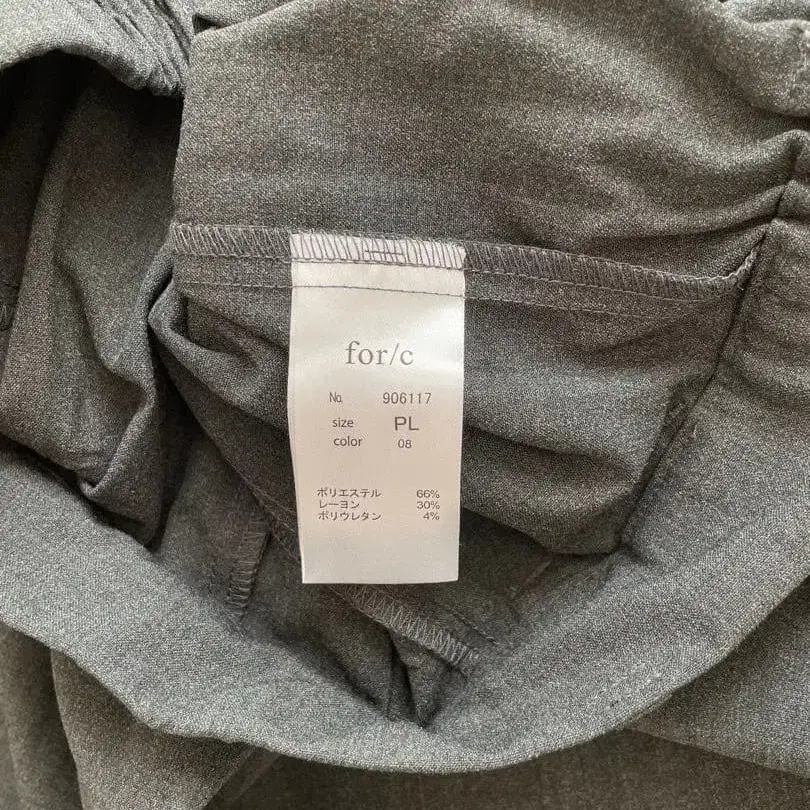 for/c
№ 906117
size PL
color 08
ポリエステル 66%
レーヨン 30%
ポリウレタン 4%